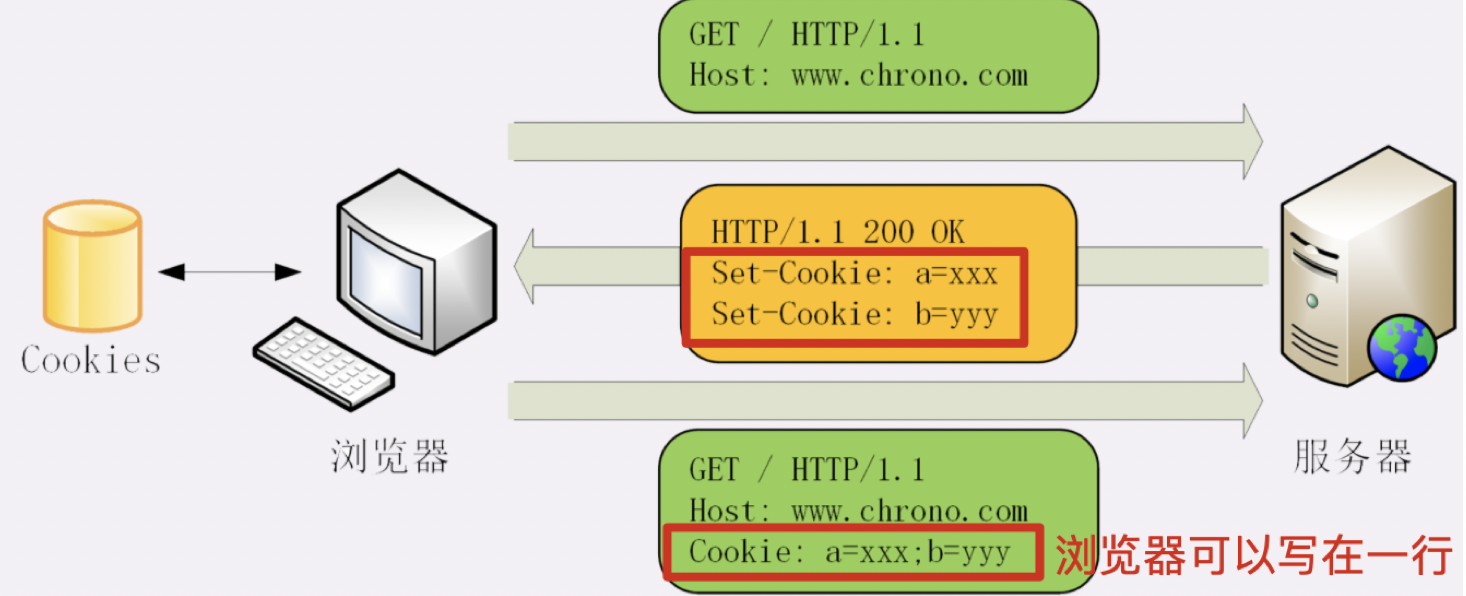 GET / HTTP/1.1
Host: www.chrono.com
HTTP/1.1 200 OK
Set-Cookie: a=xxx
Set-Cookie: b=yyy
Cookies
浏览器
服务器
GET / HTTP/1.1
Host: www.chrono.com
Cookie: a=xxx;b=yyy
浏览器可以写在一行